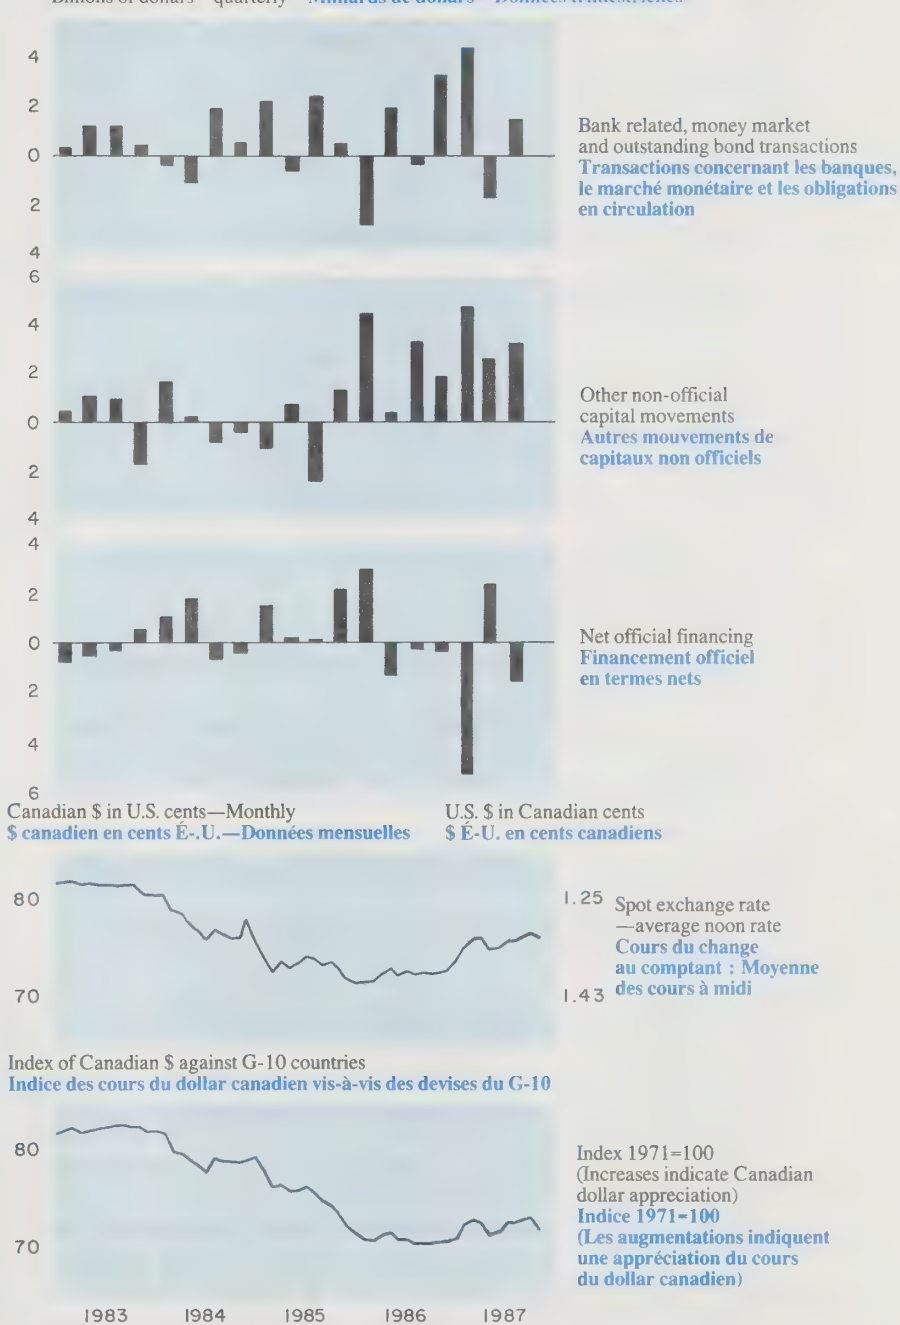 4
2
0
2
4
Bank related, money market
and outstanding bond transactions
Transactions concernant les banques,
le marché monétaire et les obligations
en circulation
6
4
2
0
2
4
Other non-official
capital movements
Autres mouvements de
capitaux non officiels
4
2
0
2
4
6
Net official financing
Financement officiel
en termes nets
Canadian $ in U.S. cents—Monthly
$ canadien en cents É-.U.—Données mensuelles
U.S. $ in Canadian cents
$ É-U. en cents canadiens
80
70
1.25
1.43
Spot exchange rate
—average noon rate
Cours du change
au comptant : Moyenne
des cours à midi
Index of Canadian $ against G-10 countries
Indice des cours du dollar canadien vis-à-vis des devises du G-10
80
70
Index 1971=100
(Increases indicate Canadian
dollar appreciation)
Indice 1971=100
(Les augmentations indiquent
une appréciation du cours
du dollar canadien)
1983 1984 1985 1986 1987